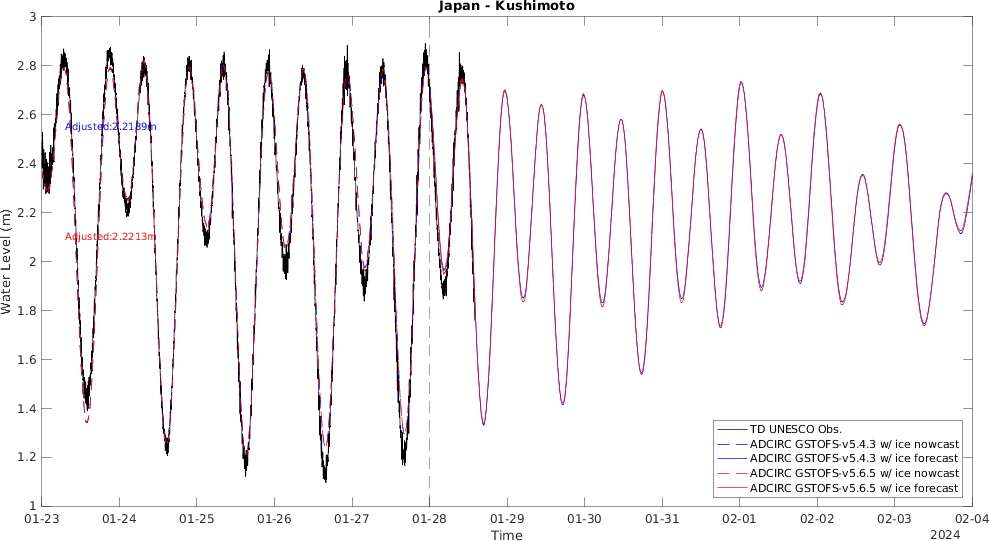 Japan - Kushimoto
3
2.8
2.6
2.4
2.2
2
1.8
1.6
1.4
1.2
1
Water Level (m)
Adjusted:2.2189m
Adjusted:2.2213m
TD UNESCO Obs.
ADCIRC GSTOFS-v5.4.3 w/ ice nowcast
ADCIRC GSTOFS-v5.4.3 w/ ice forecast
ADCIRC GSTOFS-v5.6.5 w/ ice nowcast
ADCIRC GSTOFS-v5.6.5 w/ ice forecast
01-23 01-24 01-25 01-26 01-27 01-28 01-29 01-30 01-31 02-01 02-02 02-03 02-04
Time
2024